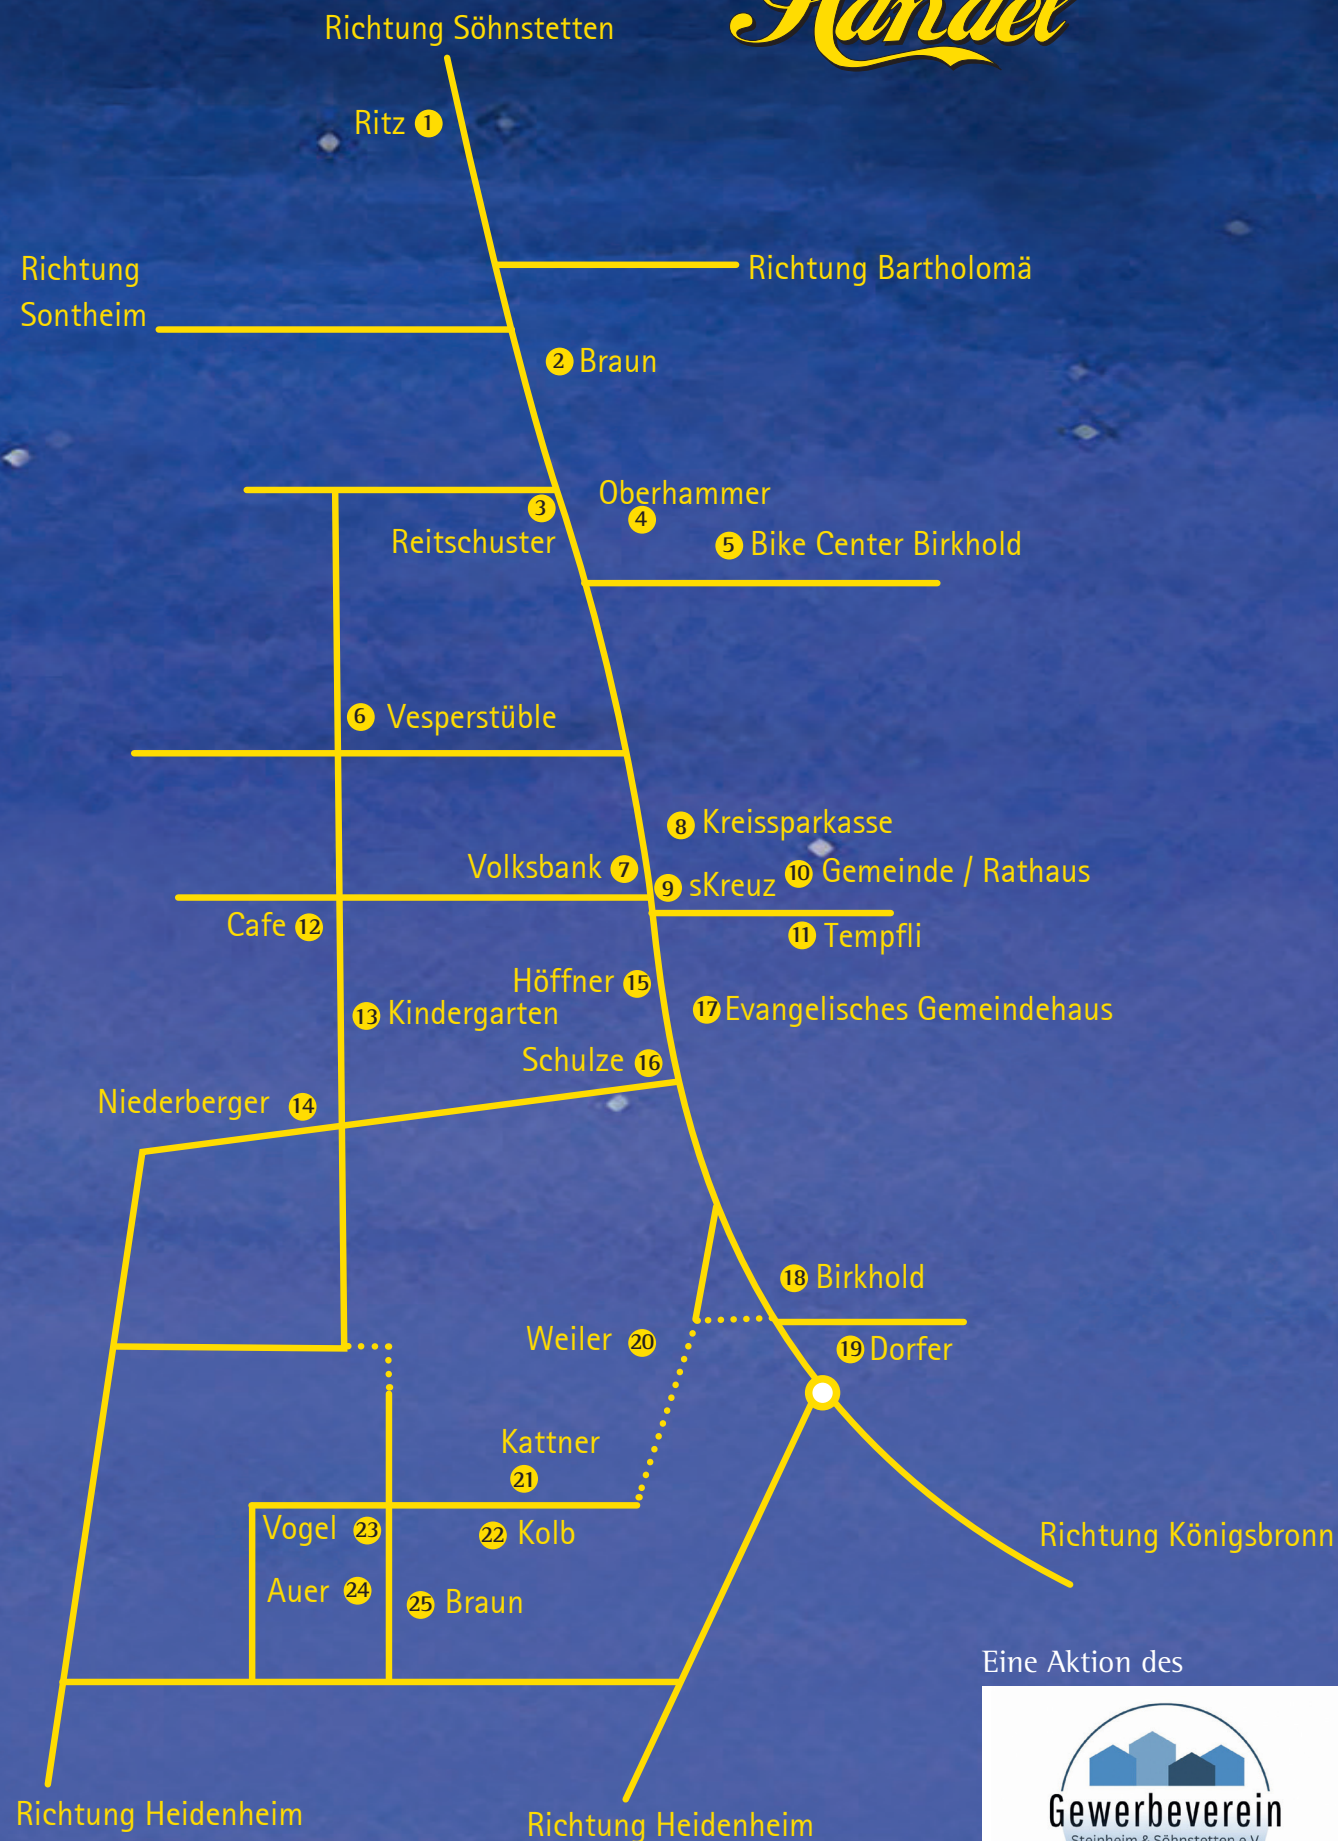 Handel
Richtung Söhnstetten
Ritz 1
Richtung
Sontheim
Richtung Bartholomä
2 Braun
3
Reitschuster
Oberhammer
4
5 Bike Center Birkhold
6 Vesperstüble
8 Kreissparkasse
Volksbank 7
9 sKreuz
10 Gemeinde / Rathaus
Cafe 12
11 Tempfli
Höffner 15
13 Kindergarten
17 Evangelisches Gemeindehaus
Schulze 16
Niederberger 14
18 Birkhold
Weiler 20
19 Dorfer
Kattner
21
Vogel 23
22 Kolb
Auer 24
25 Braun
Richtung Königsbronn
Richtung Heidenheim
Richtung Heidenheim
Eine Aktion des
Gewerbeverein
Steinheim & Söhnstetten e.V.